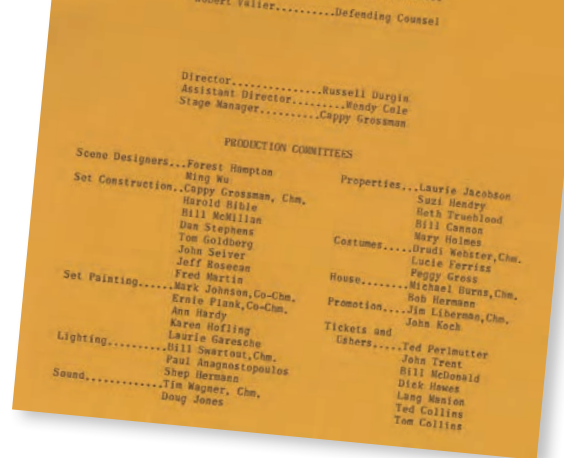 Valier..........Defending Counsel
Director...............Russell Durgin
Assistant Director.........Wendy Cole
Stage Manager..........Cappy Grossman
PRODUCTION COMMITTEES
Scene Designers...Forest Hampton
Ming Wu
Set Construction..Cappy Grossman, Chm.
Harold Bible
Bill McMillan
Dan Stephens
Tom Goldberg
John Seiver
Jeff Rosecan
Fred Martin
Set Painting......Mark Johnson,Co-Chm.
Ernie Plank,Co-Chm.
Ann Hardy
Karen Hofling
Laurie Garesche
Lighting..........Bill Swartout,Chm.
Paul Anagnostopoulos
Shep Hermann
Sound.............Tim Wagner, Chm.
Doug Jones
Properties...Laurie Jacobson
Suzi Hendry
Beth Trueblood
Bill Cannon
Mary Holmes
Costumes.....Drudi Webster,Chm.
Lucie Ferriss
Peggy Gross
House........Michael Burns,Chm.
Bob Hermann
Promotion....Jim Liberman,Chm.
John Koch
Tickets and
Ushers....Ted Perlmutter
John Trent
Bill McDonald
Dick Hawes
Lang Manion
Ted Collins
Tom Collins